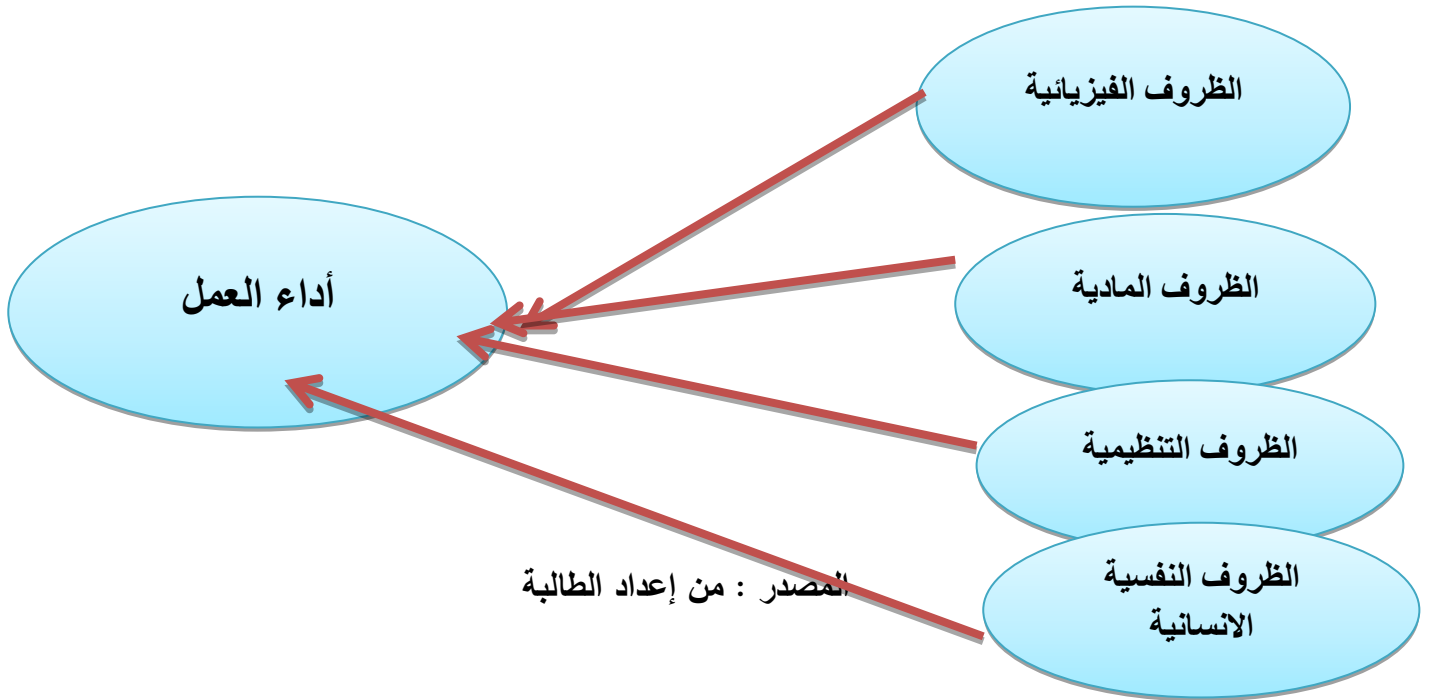 الظروف الفيزيائية
الظروف المادية
أداء العمل
الظروف التنظيمية
الظروف النفسية
الانسانية
المصدر : من إعداد الطالبة